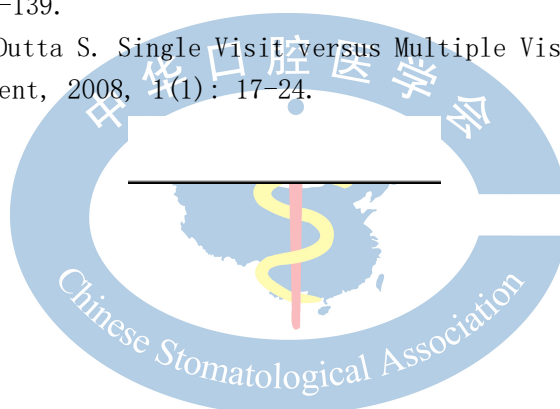 -139.
Dutta S. Single Visit versus Multiple Vis
ent, 2008, 1(1): 17-24.
中华口腔医学会
Chinese Stomatological Association